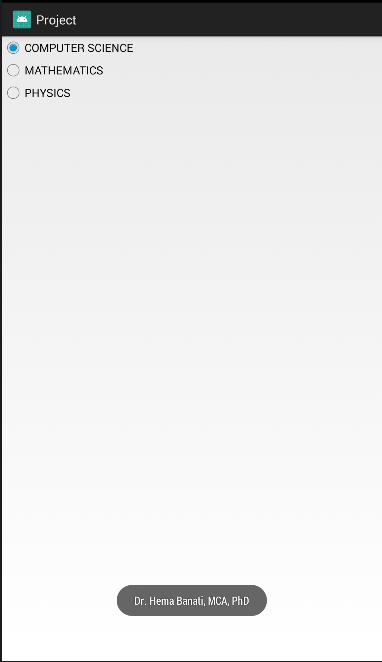 Project
COMPUTER SCIENCE
MATHEMATICS
PHYSICS
Dr. Hema Banati, MCA, PhD